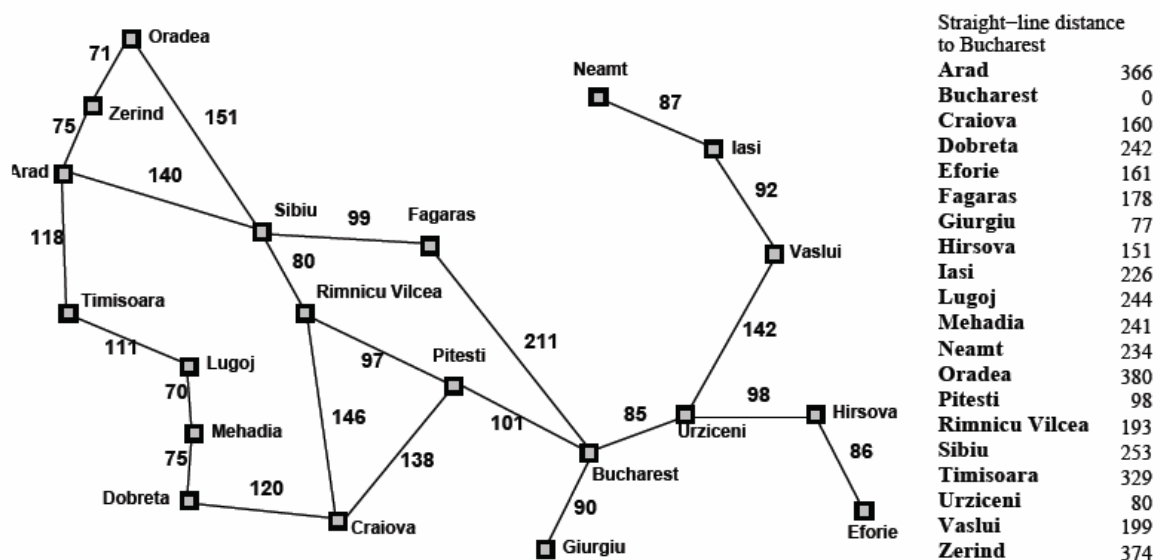 Oradea
71
Neamt
87
Zerind
151
75
Iasi
Arad
140
92
Sibiu
99
Fagaras
118
80
Vaslui
Timisoara
Rimnicu Vilcea
142
111
Lugoj
97
Pitesti
211
70
98
Hirsova
146
85
Urziceni
Mehadia
101
86
75
138
Bucharest
Dobreta
120
90
Eforie
Craiova
Giurgiu
Straight−line distance
to Bucharest
Arad 366
Bucharest 0
Craiova 160
Dobreta 242
Eforie 161
Fagaras 178
Giurgiu 77
Hirsova 151
Iasi 226
Lugoj 244
Mehadia 241
Neamt 234
Oradea 380
Pitesti 98
Rimnicu Vilcea 193
Sibiu 253
Timisoara 329
Urziceni 80
Vaslui 199
Zerind 374